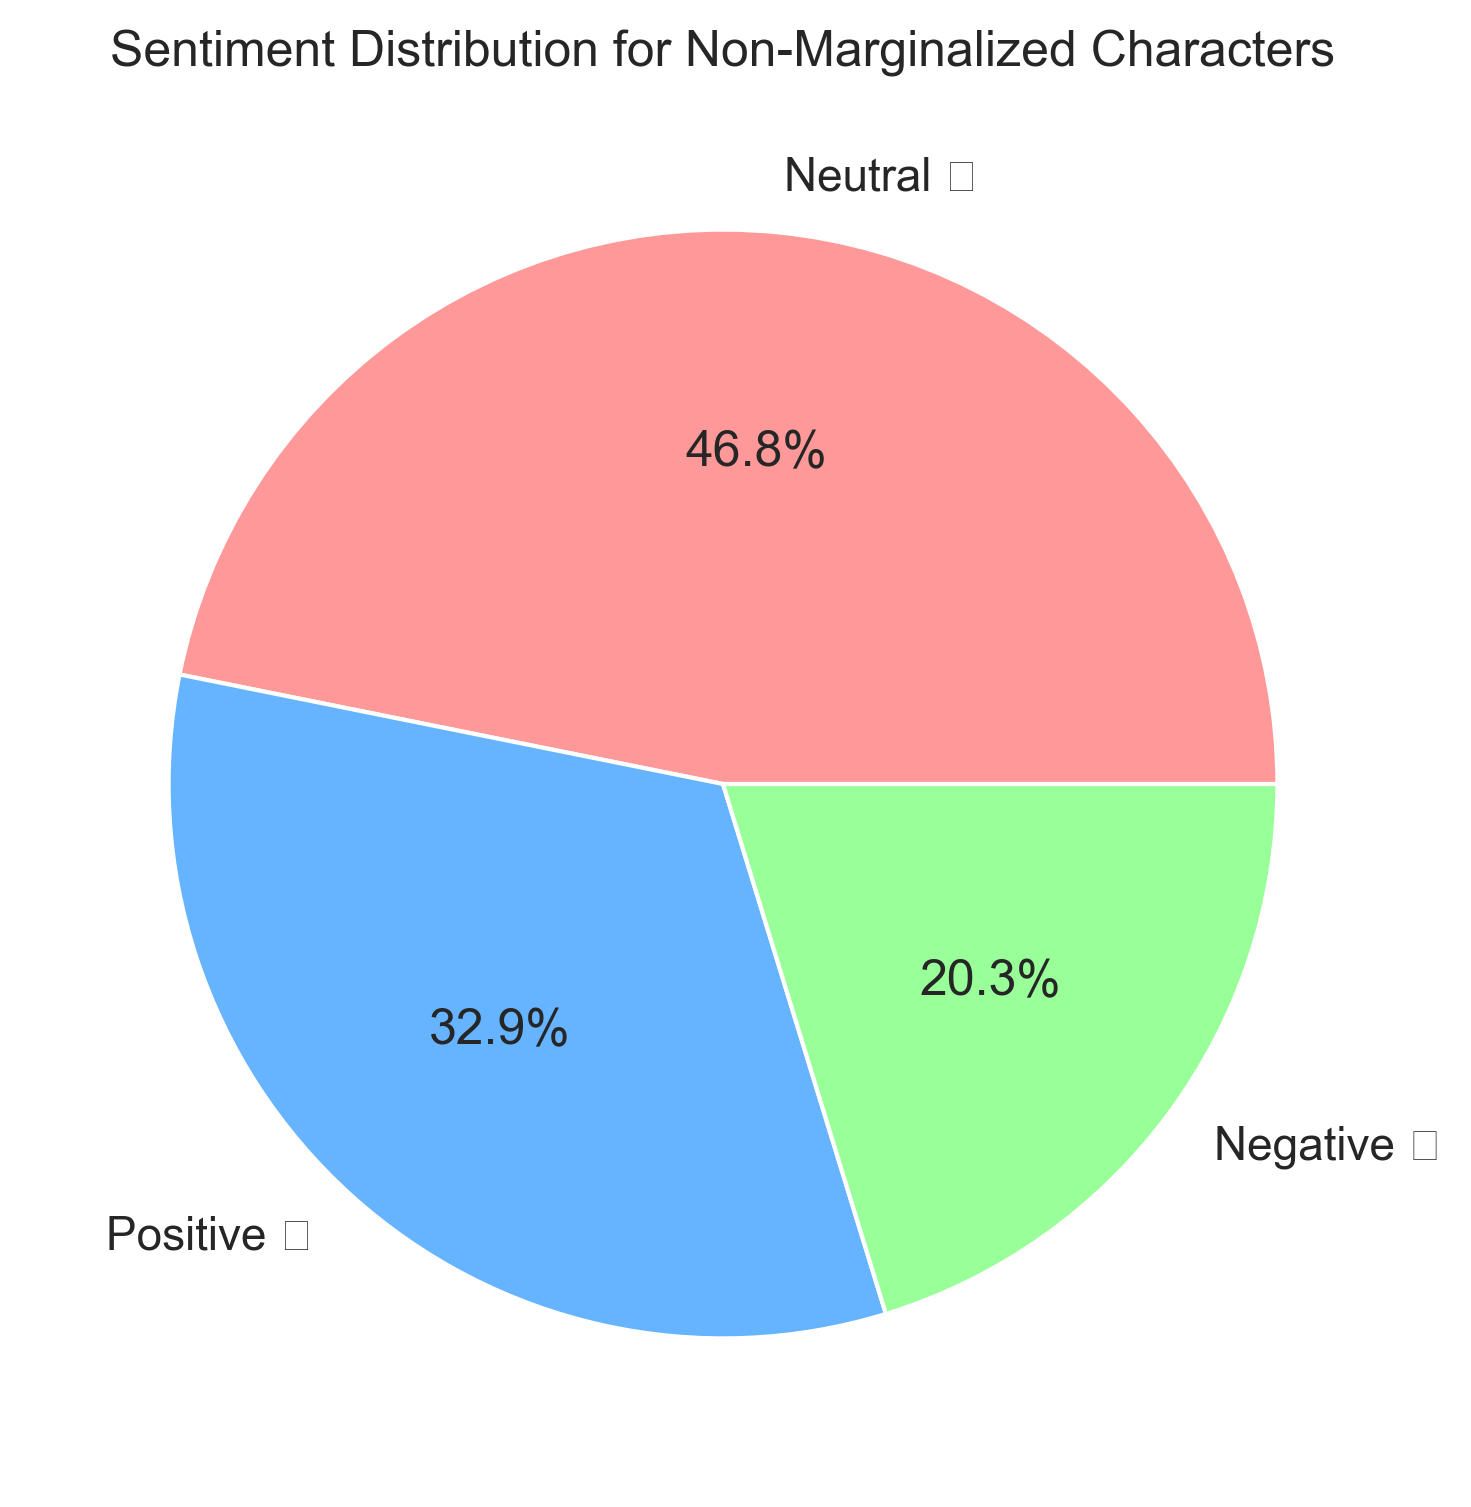 Sentiment Distribution for Non-Marginalized Characters
Neutral □
46.8%
20.3%
32.9%
Negative □
Positive □